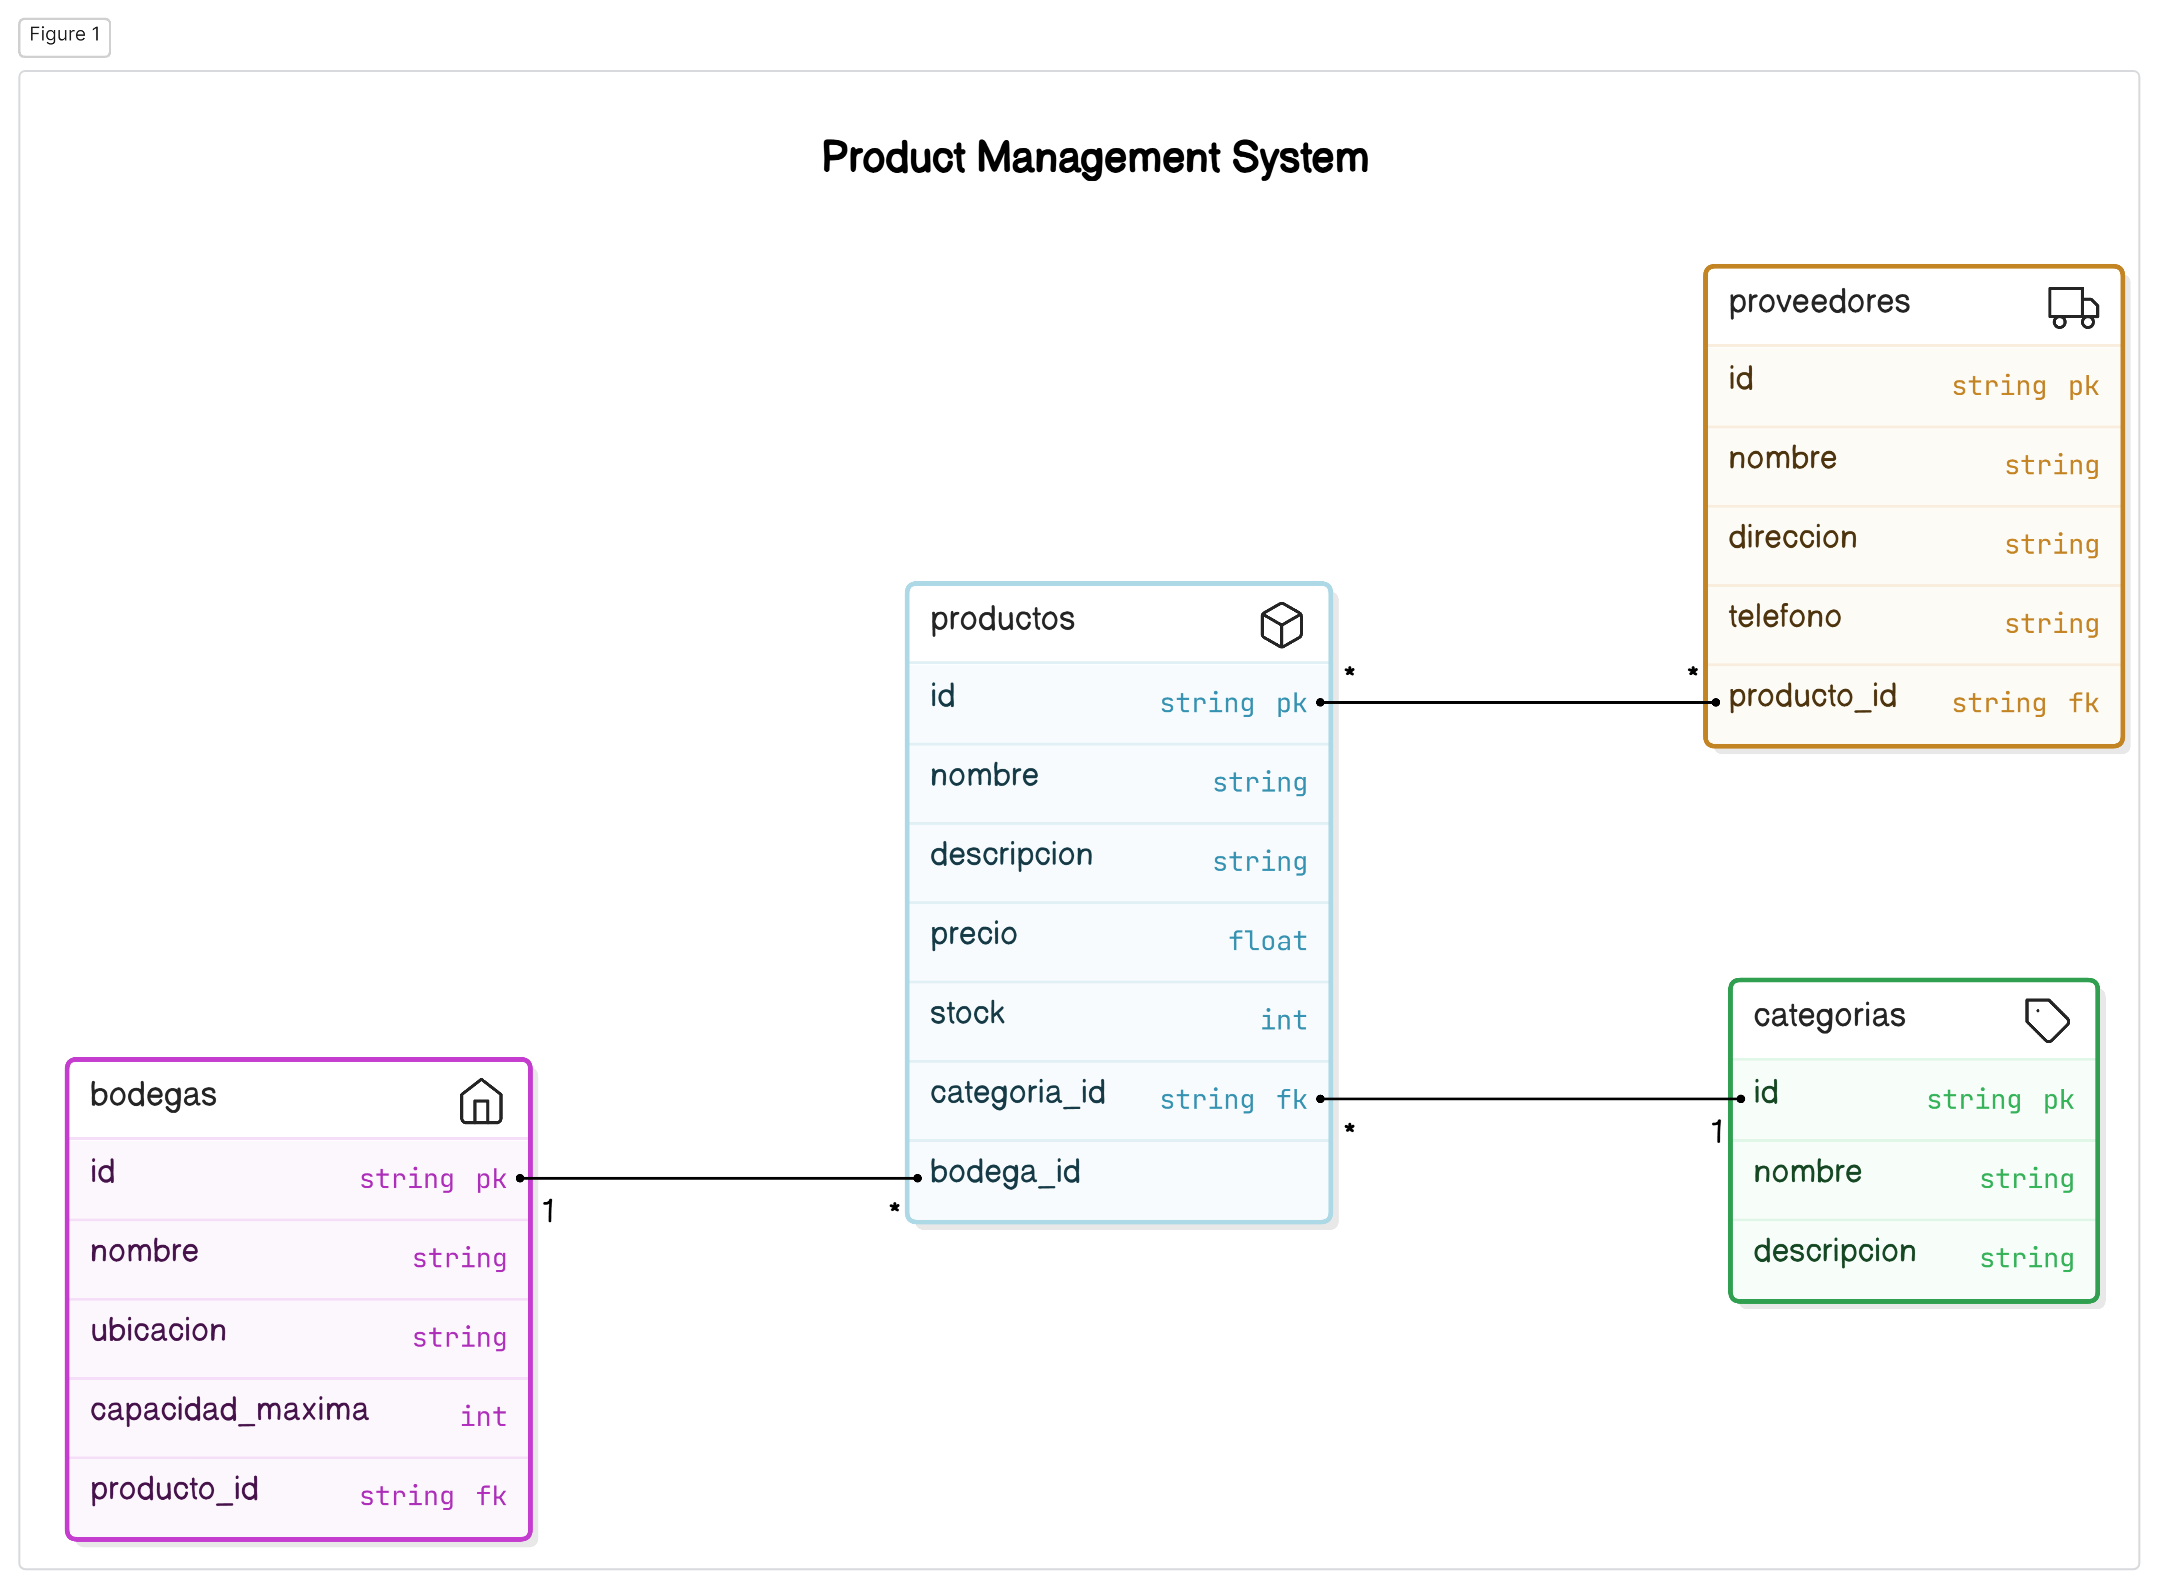 Figure 1
Product Management System
proveedores
id string pk
nombre string
direccion string
telefono string
producto_id string fk
productos
id string pk
nombre string
descripcion string
precio float
stock int
categoria_id string fk
bodega_id
* *
* 1
1 *
categorias
id string pk
nombre string
descripcion string
bodegas
id string pk
nombre string
ubicacion string
capacidad_maxima int
producto_id string fk